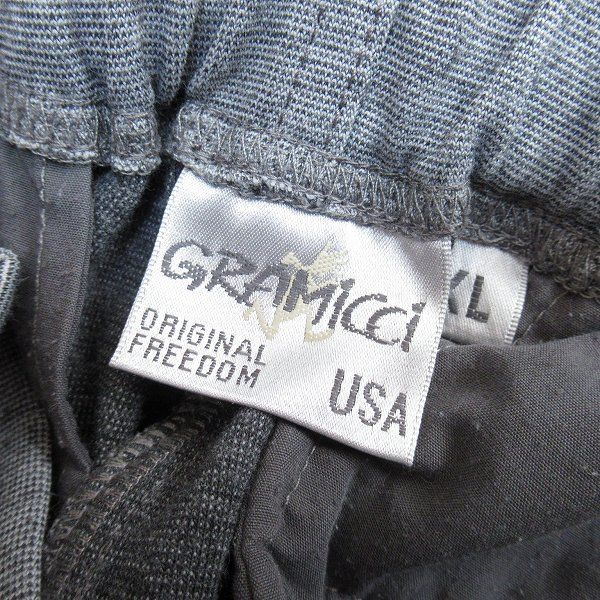 GRAMICCI
ORIGINAL
FREEDOM
USA
XL